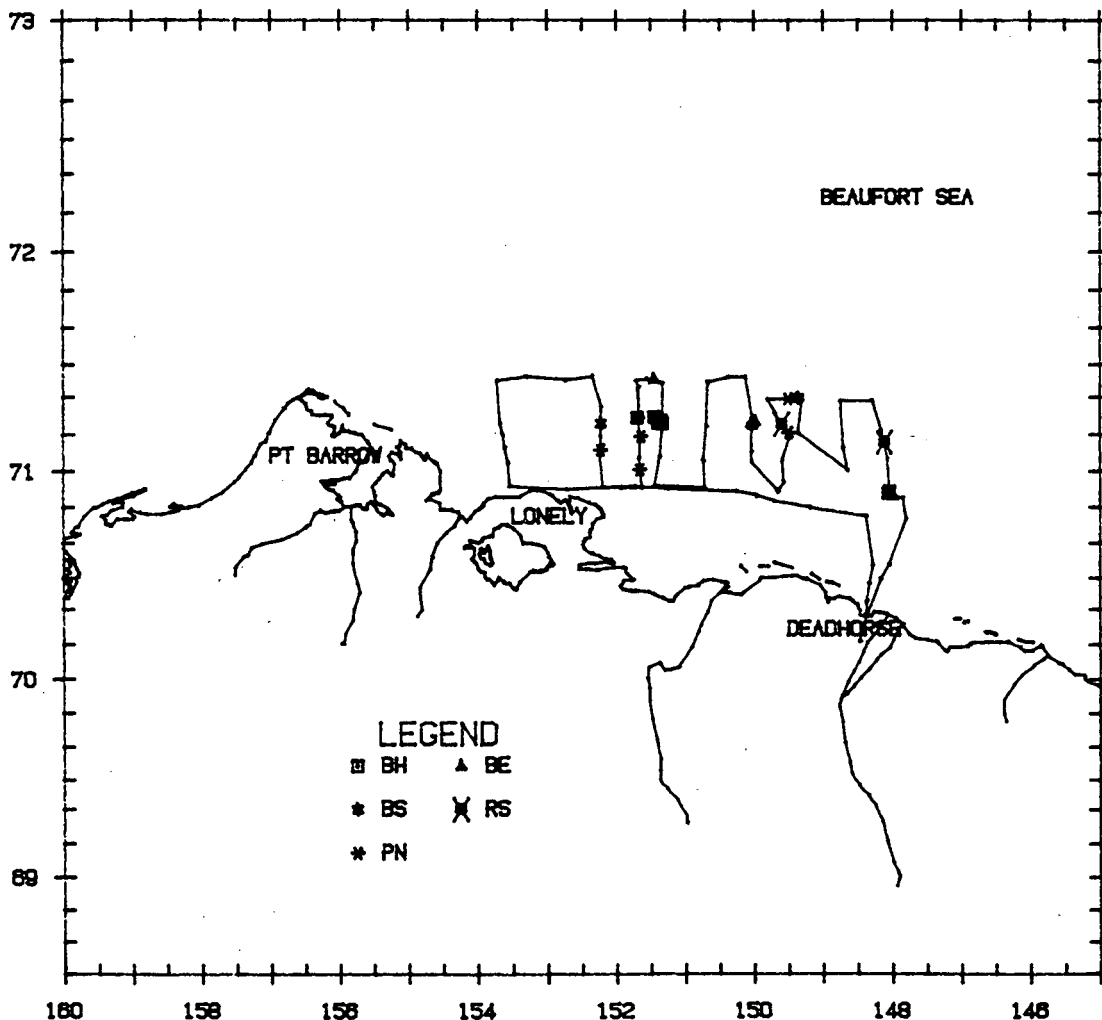 73
BEAUFORT SEA
72
71
PT BARROW
LONELY
DEADHORSE
70
LEGEND
BH BE
BS RS
PN
69
160 158 156 154 152 150 148 146